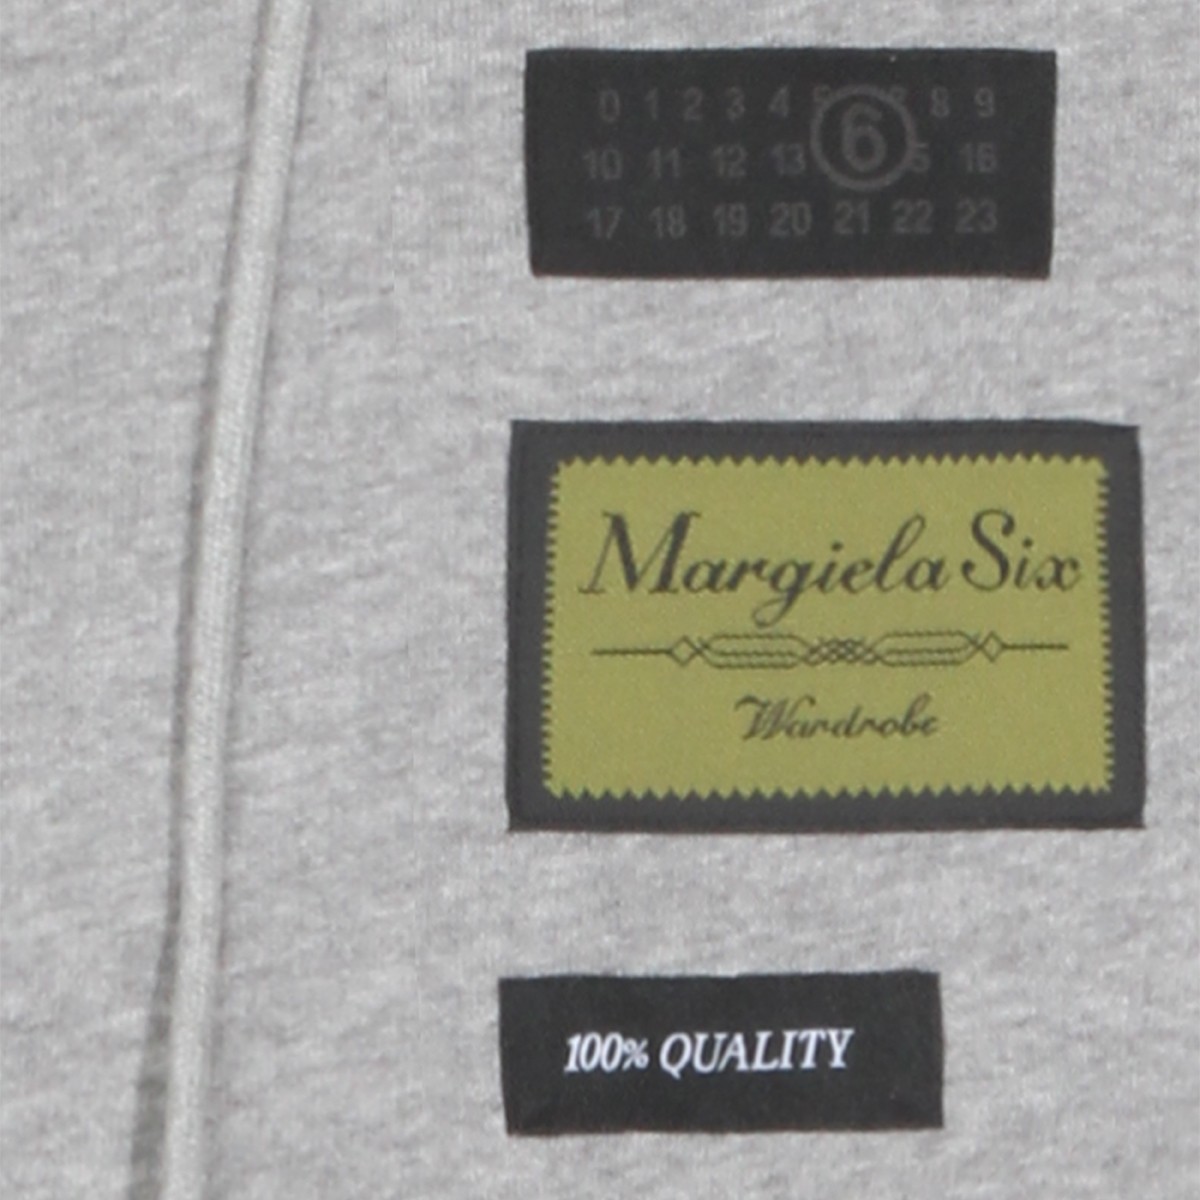 0 1 2 3 4 8 9
6
10 11 12 13 16
17 18 19 20 21 22 23
Margiela Six
Wardrobe
100% QUALITY